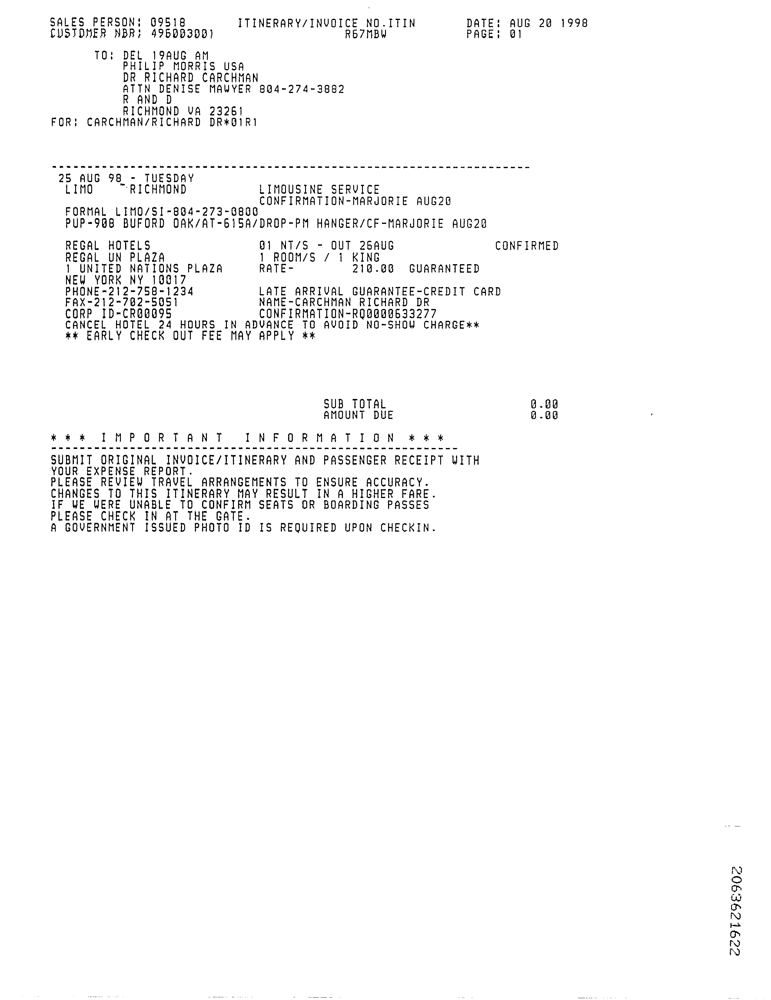 SALES PERSON: 09518 ITINERARY/INVOICE NO.ITIN DATE: AUG 20 1998
CUSTOMER NBR: 496003001 R67MBW PAGE: 01
TO: DEL 19AUG AM
PHILIP MORRIS USA
DR RICHARD CARCHMAN
ATTN DENISE MAWYER 804-274-3882
R AND D
RICHMOND VA 23261
FOR: CARCHMAN/RICHARD DR*01R1
25 AUG 98 - TUESDAY
LIMO - RICHMOND LIMOUSINE SERVICE
CONFIRMATION-MARJORIE AUG20
FORMAL LIMO/SI-804-273-0800
PUP-908 BUFORD OAK/AT-615A/DROP-PM HANGER/CF-MARJORIE AUG20
REGAL HOTELS 01 NT/S - OUT 26AUG CONFIRMED
REGAL UN PLAZA 1 ROOM/S / 1 KING
1 UNITED NATIONS PLAZA RATE- 210.00 GUARANTEED
NEW YORK NY 10017
PHONE-212-758-1234 LATE ARRIVAL GUARANTEE-CREDIT CARD
FAX-212-702-5051 NAME-CARCHMAN RICHARD DR
CORP ID-CR00095 CONFIRMATION-RQ0000633277
CANCEL HOTEL 24 HOURS IN ADVANCE TO AVOID NO-SHOW CHARGE**
** EARLY CHECK OUT FEE MAY APPLY **
SUB TOTAL 0.00
AMOUNT DUE 0.00
* * * I M P O R T A N T I N F O R M A T I O N * * *
SUBMIT ORIGINAL INVOICE/ITINERARY AND PASSENGER RECEIPT WITH
YOUR EXPENSE REPORT.
PLEASE REVIEW TRAVEL ARRANGEMENTS TO ENSURE ACCURACY.
CHANGES TO THIS ITINERARY MAY RESULT IN A HIGHER FARE.
IF WE WERE UNABLE TO CONFIRM SEATS OR BOARDING PASSES
PLEASE CHECK IN AT THE GATE.
A GOVERNMENT ISSUED PHOTO ID IS REQUIRED UPON CHECKIN.
2063621622